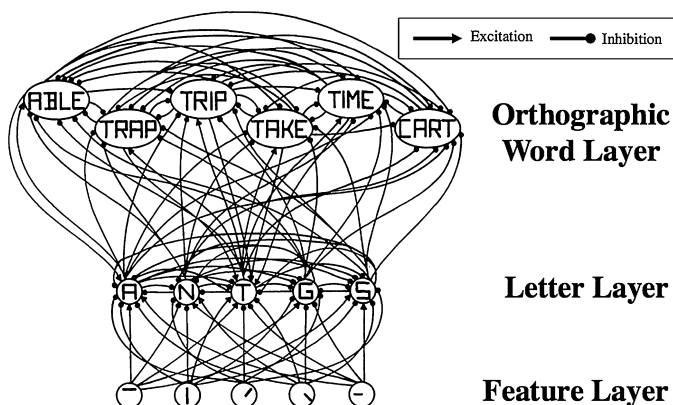 Excitation Inhibition
ABLE TRIP TIME
TRAP TAKE CART
Orthographic
Word Layer
A N T G S
Letter Layer
Feature Layer